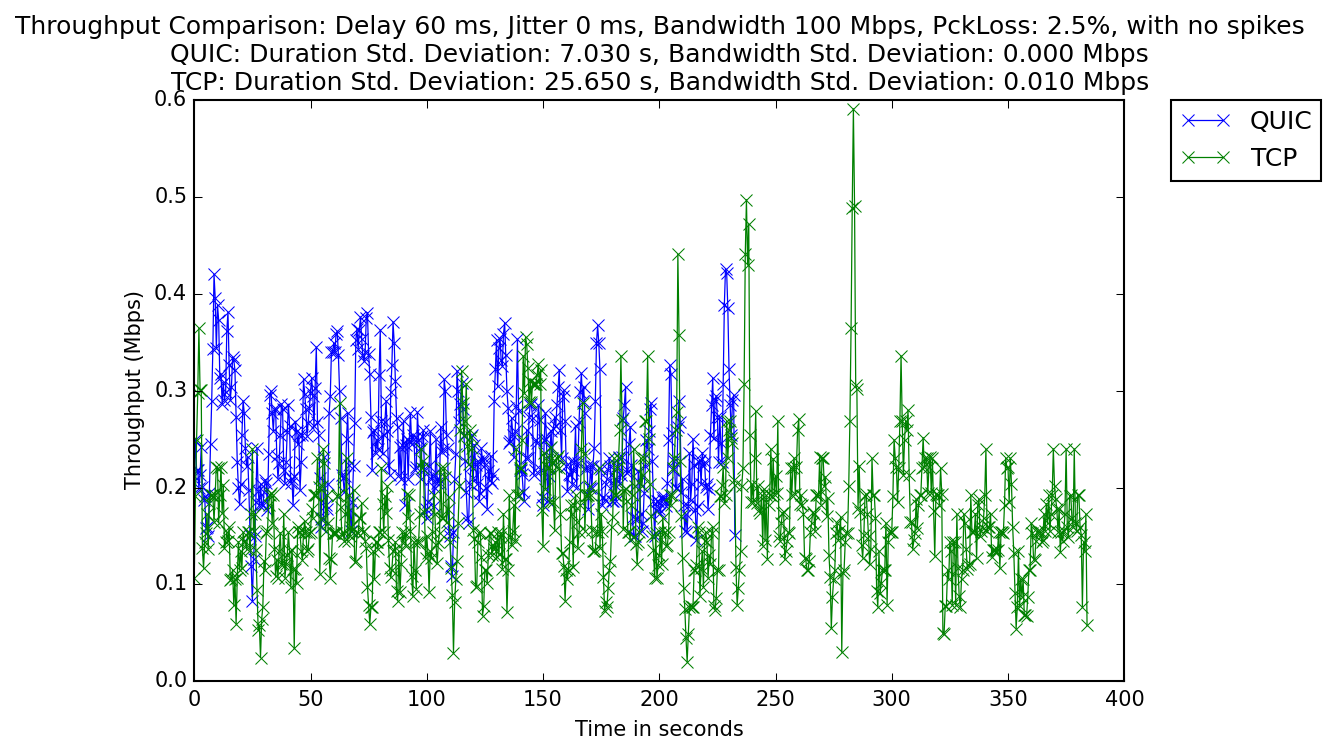 Throughput Comparison: Delay 60 ms, Jitter 0 ms, Bandwidth 100 Mbps, PckLoss: 2.5%, with no spikes
QUIC: Duration Std. Deviation: 7.030 s, Bandwidth Std. Deviation: 0.000 Mbps
TCP: Duration Std. Deviation: 25.650 s, Bandwidth Std. Deviation: 0.010 Mbps
0.6
0.5
0.4
0.3
0.2
0.1
0.0
Throughput (Mbps)
0 50 100 150 200 250 300 350 400
Time in seconds
QUIC
TCP